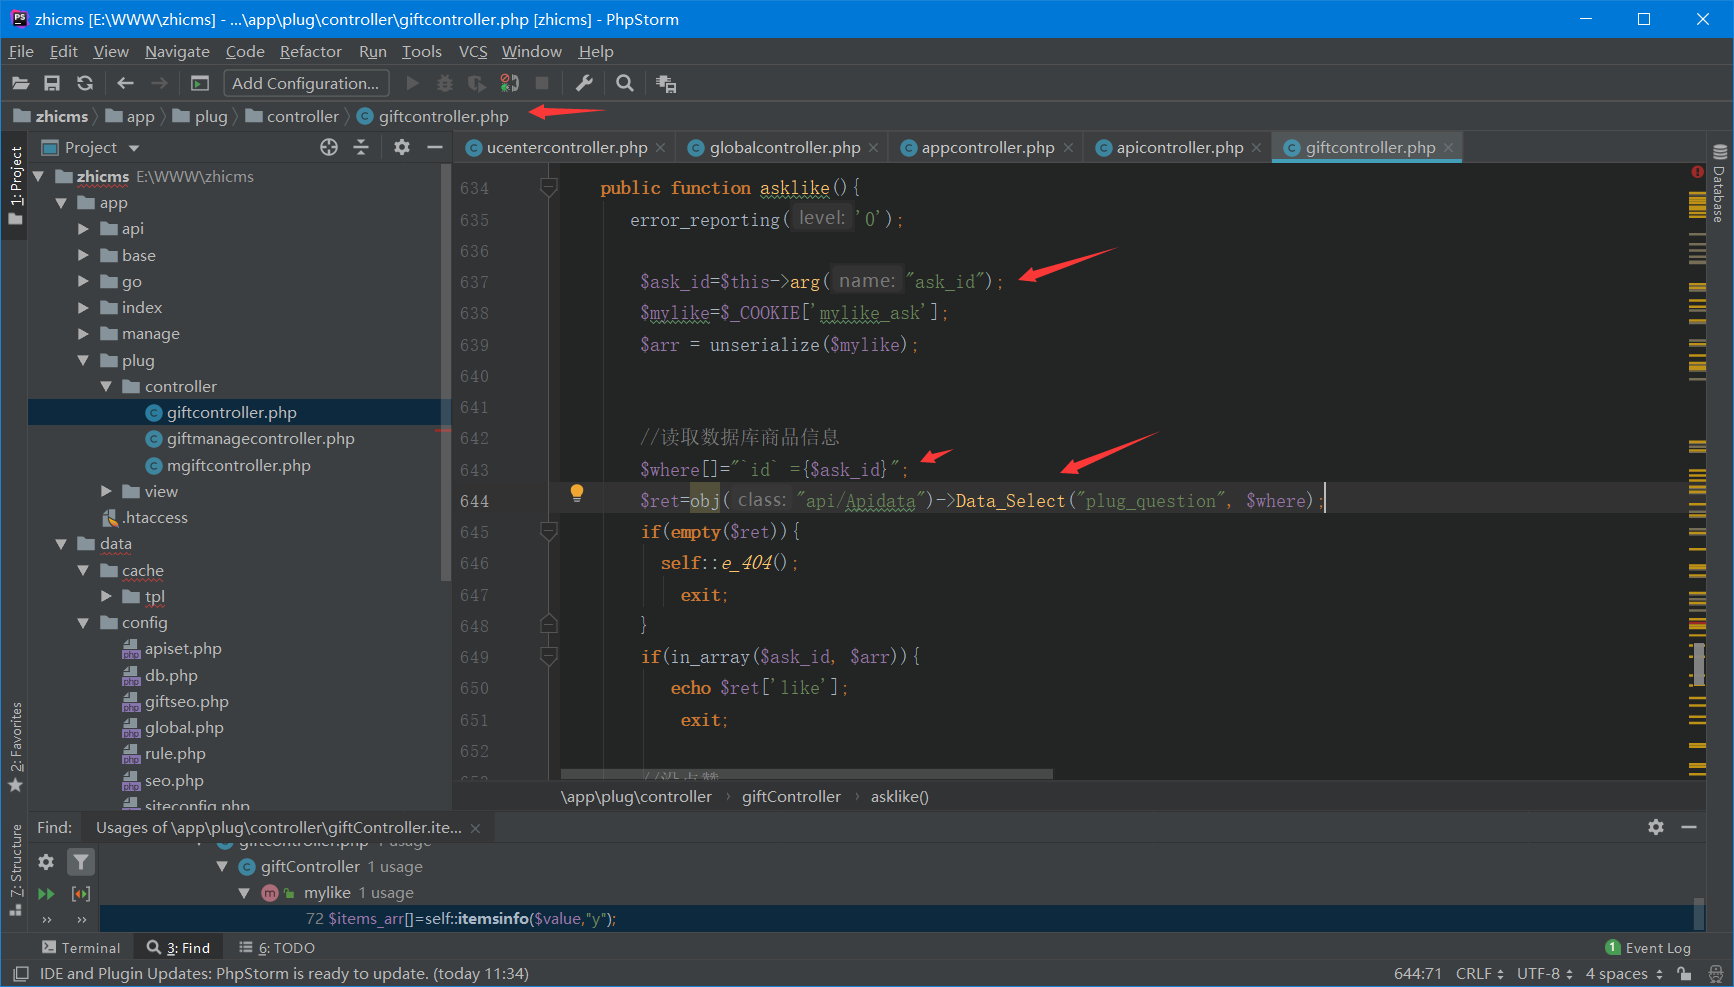 zhicms [E:\WWW\zhicms] - ...\app\plug\controller\giftcontroller.php [zhicms] - PhpStorm
File Edit View Navigate Code Refactor Run Tools VCS Window Help
Add Configuration...
zhicms app plug controller giftcontroller.php
1: Project
2: Favorites
Z: Structure
Project
zhicms E:\WWW\zhicms
app
api
base
go
index
manage
plug
controller
giftcontroller.php
giftmanagecontroller.php
mgiftcontroller.php
view
.htaccess
data
cache
tpl
config
apiset.php
db.php
giftseo.php
global.php
rule.php
seo.php
siteconfig.php
ucentercontroller.php globalcontroller.php appcontroller.php apicontroller.php giftcontroller.php
Database
634 public function asklike(){
635 error_reporting( level: '0');
636
637 $ask_id=$this->arg( name: "ask_id");
638 $mylike=$_COOKIE['mylike_ask'];
639 $arr = unserialize($mylike);
640
641
642 //读取数据库商品信息
643 $where[]="`id` ={$ask_id}";
644 $ret=obj( class: "api/Apidata")->Data_Select("plug_question", $where);
645 if(empty($ret)){
646 self::e_404();
647 exit;
648 }
649 if(in_array($ask_id, $arr)){
650 echo $ret['like'];
651 exit;
652
\app\plug\controller › giftController › asklike()
Find: Usages of \app\plug\controller\giftController.ite...
giftcontroller.php 1 usage
giftController 1 usage
mylike 1 usage
72 $items_arr[]=self::itemsinfo($value,"y");
Terminal 3: Find 6: TODO 1 Event Log
IDE and Plugin Updates: PhpStorm is ready to update. (today 11:34) 644:71 CRLF UTF-8 4 spaces